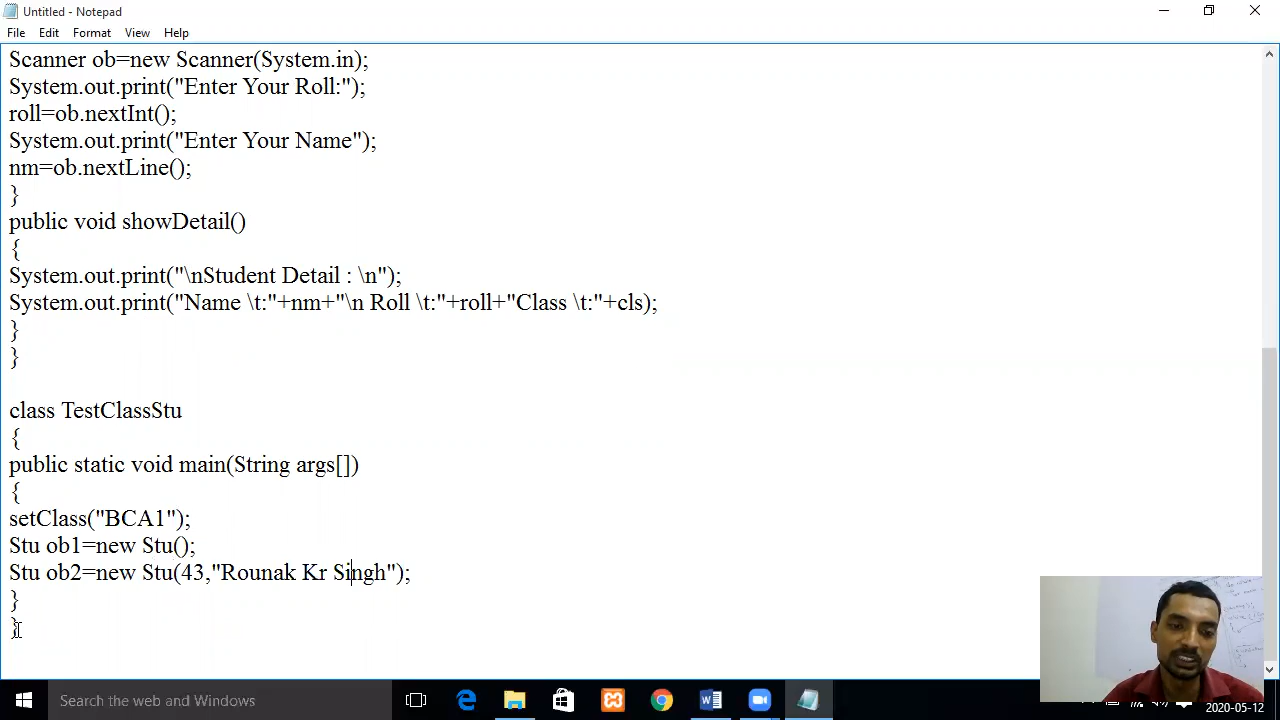 Untitled - Notepad
File Edit Format View Help
Scanner ob=new Scanner(System.in);
System.out.print("Enter Your Roll:");
roll=ob.nextInt();
System.out.print("Enter Your Name");
nm=ob.nextLine();
}
public void showDetail()
{
System.out.print("\nStudent Detail : \n");
System.out.print("Name \t:"+nm+"\n Roll \t:"+roll+"Class \t:"+cls);
}
}
class TestClassStu
{
public static void main(String args[])
{
setClass("BCA1");
Stu ob1=new Stu();
Stu ob2=new Stu(43,"Rounak Kr Singh");
}
}
Search the web and Windows
2020-05-12